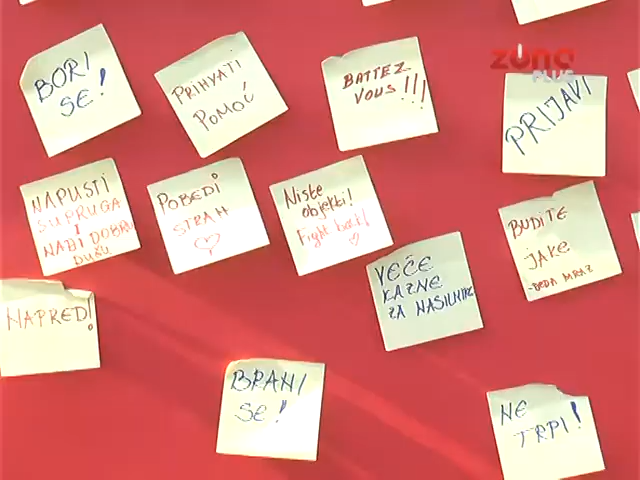 BORI
SE!
PRIHVATI
POMOĆ
BATTEZ
VOUS!!!
zona
PLUS
PRIJAVI
NAPUSTI
SUPRUGA
I
NAĐI DOBRU
DUŠU
POBEDI
STRAH
Niste
objekti!
Fight back!
VEĆE
KAZNE
ZA NASILNIKE
BUDITE
JAKE
-DEDA MRAZ
NAPRED!
BRANI
SE!
NE
TRPI!